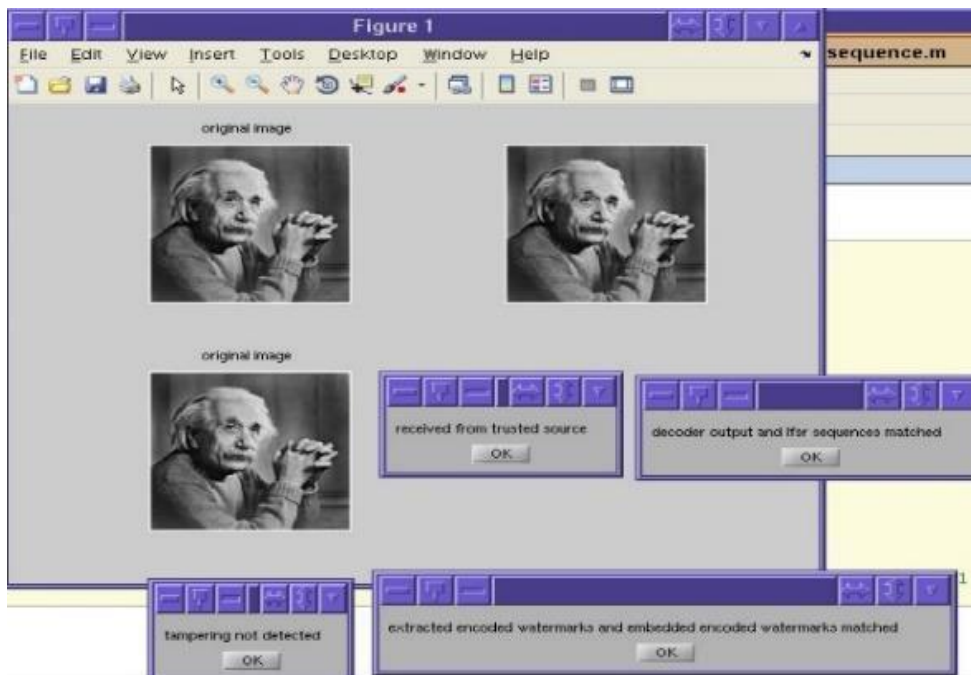 Figure 1
sequence.m
File Edit View Insert Tools Desktop Window Help
original image
original image
received from trusted source
OK
decoder output and lfsr sequences matched
OK
1
tampering not detected
OK
extracted encoded watermarks and embedded encoded watermarks matched
OK